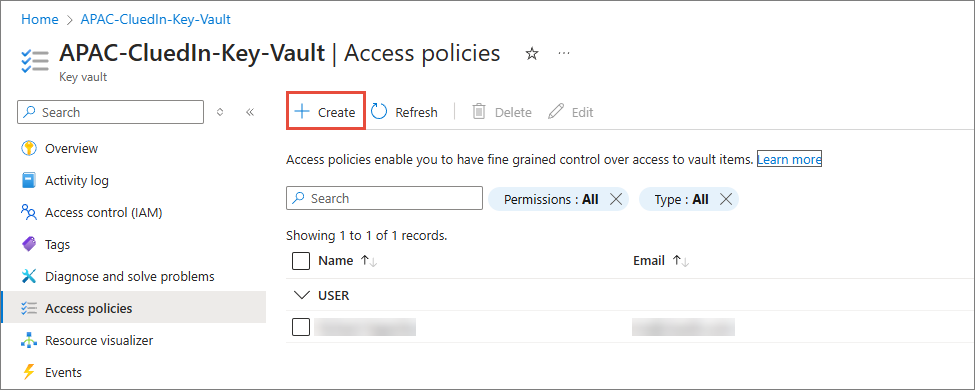 Home > APAC-CluedIn-Key-Vault
APAC-CluedIn-Key-Vault | Access policies
Key vault
Search
Create Refresh Delete Edit
Overview
Activity log
Access control (IAM)
Tags
Diagnose and solve problems
Access policies
Resource visualizer
Events
Access policies enable you to have fine grained control over access to vault items. Learn more
Search Permissions : All Type : All
Showing 1 to 1 of 1 records.
Name Email
USER